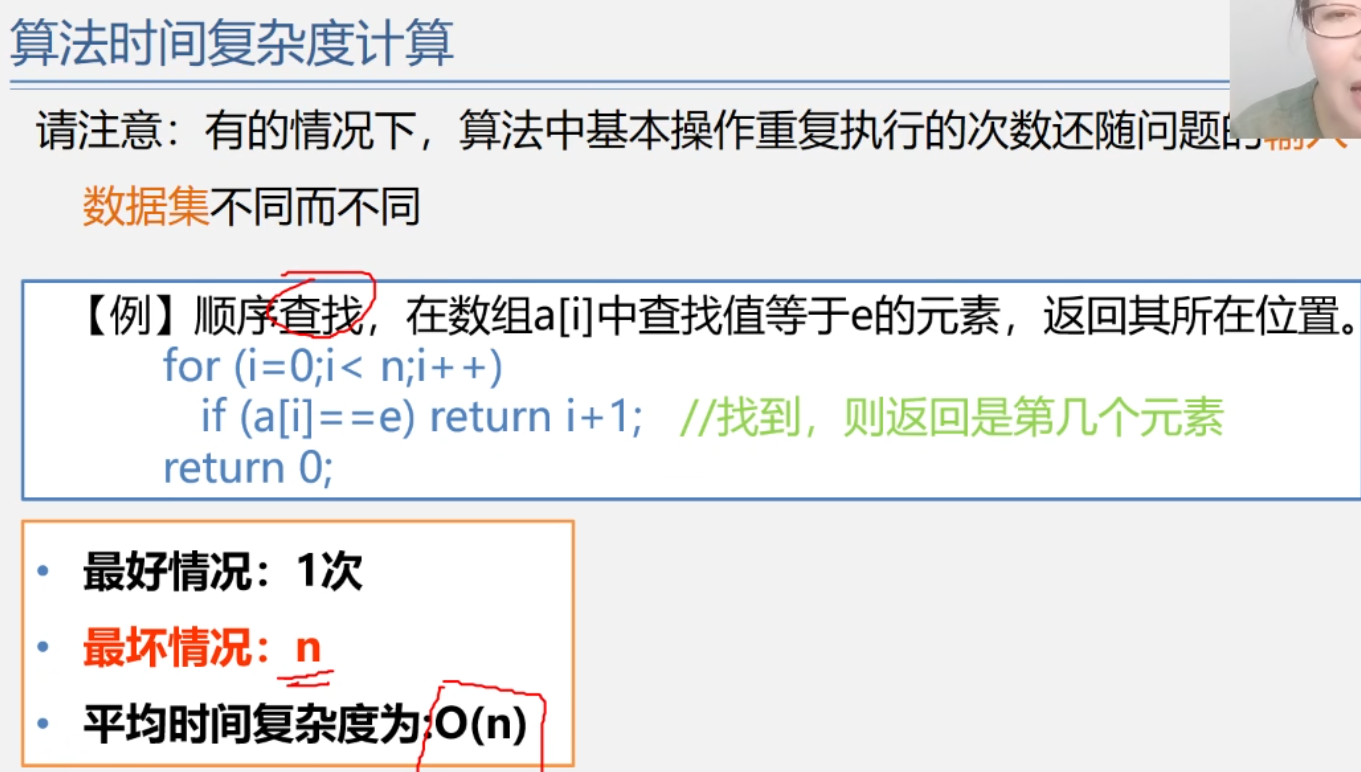 算法时间复杂度计算
请注意：有的情况下，算法中基本操作重复执行的次数还随问题的输入
数据集不同而不同
【例】顺序查找，在数组a[i]中查找值等于e的元素，返回其所在位置。
for (i=0;i< n;i++)
if (a[i]==e) return i+1; //找到，则返回是第几个元素
return 0;
• 最好情况：1次
• 最坏情况：n
• 平均时间复杂度为:O(n)